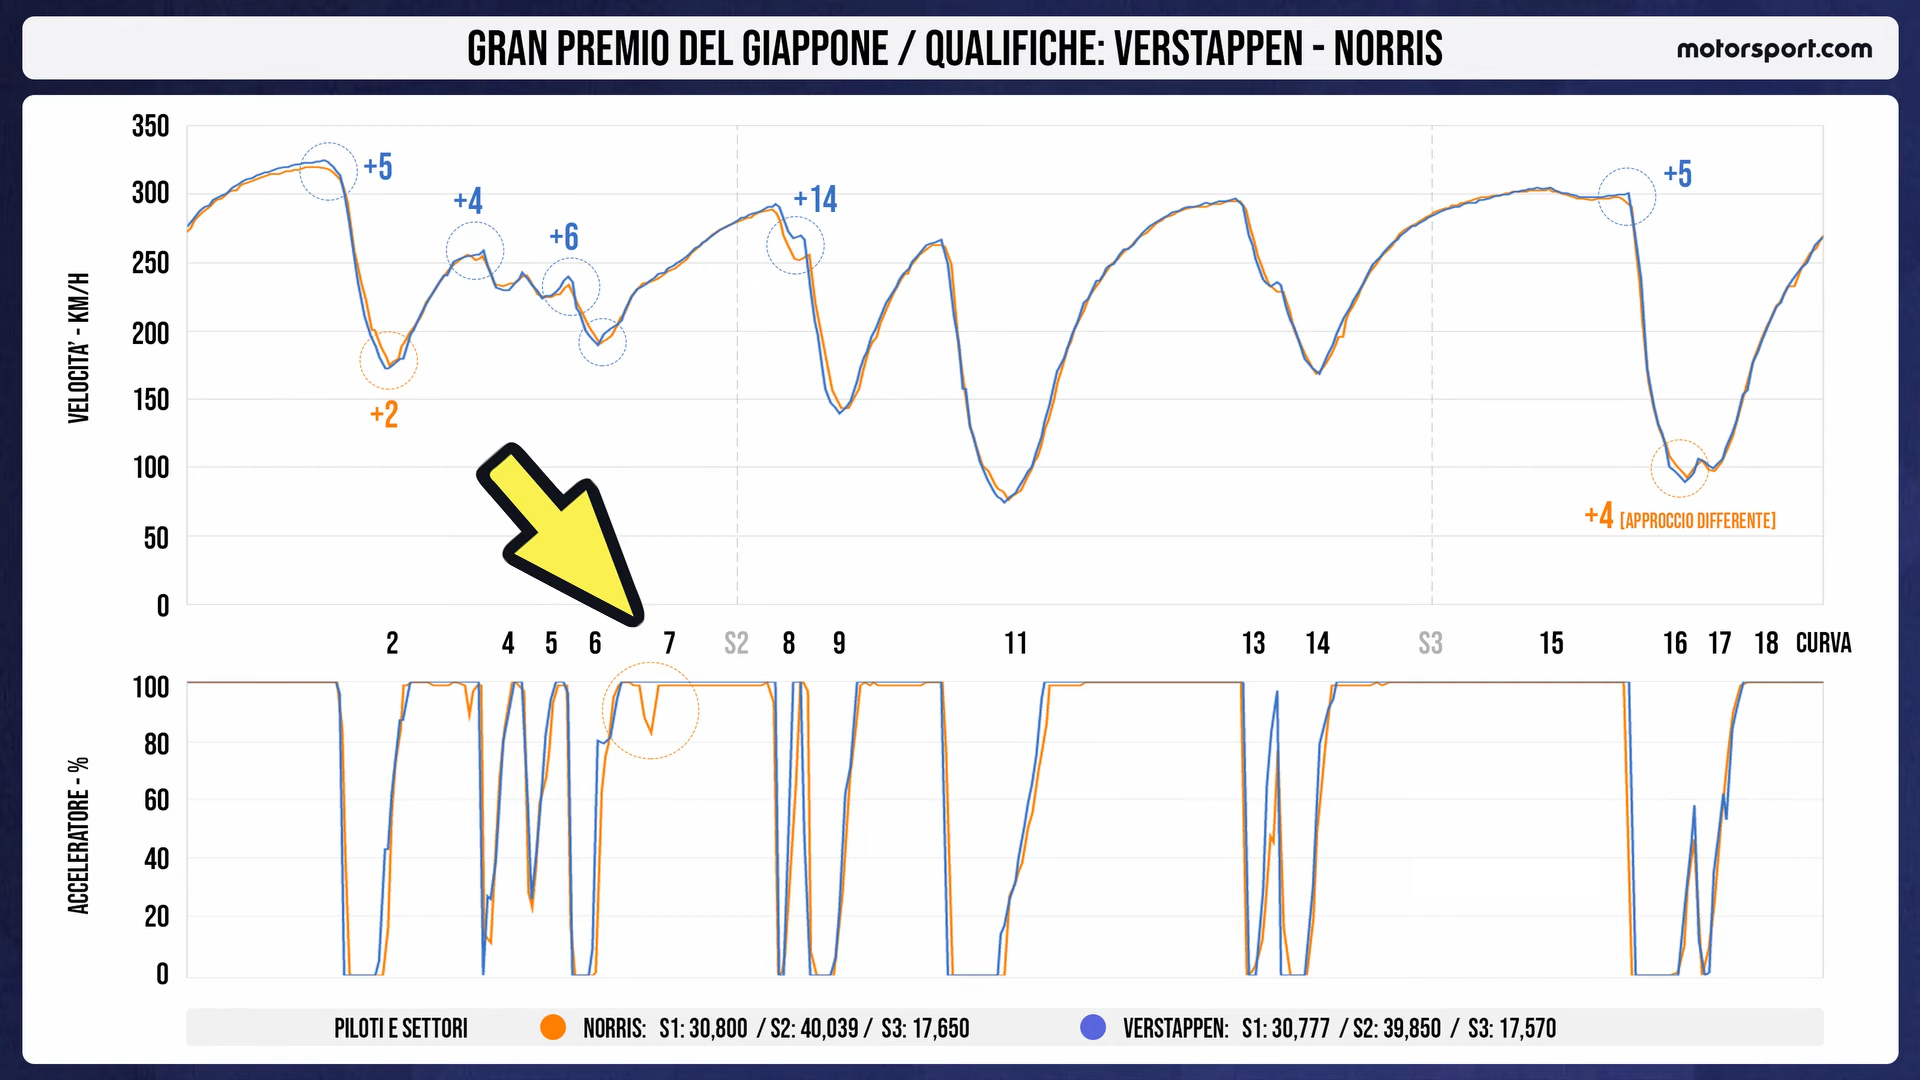 GRAN PREMIO DEL GIAPPONE / QUALIFICHE: VERSTAPPEN - NORRIS
motorsport.com
VELOCITA' - KM/H
350
300
250
200
150
100
50
0
+5
+4
+6
+14
+5
+2
+4 [APPROCCIO DIFFERENTE]
2 4 5 6 7 S2 8 9 11 13 14 S3 15 16 17 18 CURVA
ACCELERATORE - %
100
80
60
40
20
0
PILOTI E SETTORI NORRIS: S1: 30,800 / S2: 40,039 / S3: 17,650 VERSTAPPEN: S1: 30,777 / S2: 39,850 / S3: 17,570